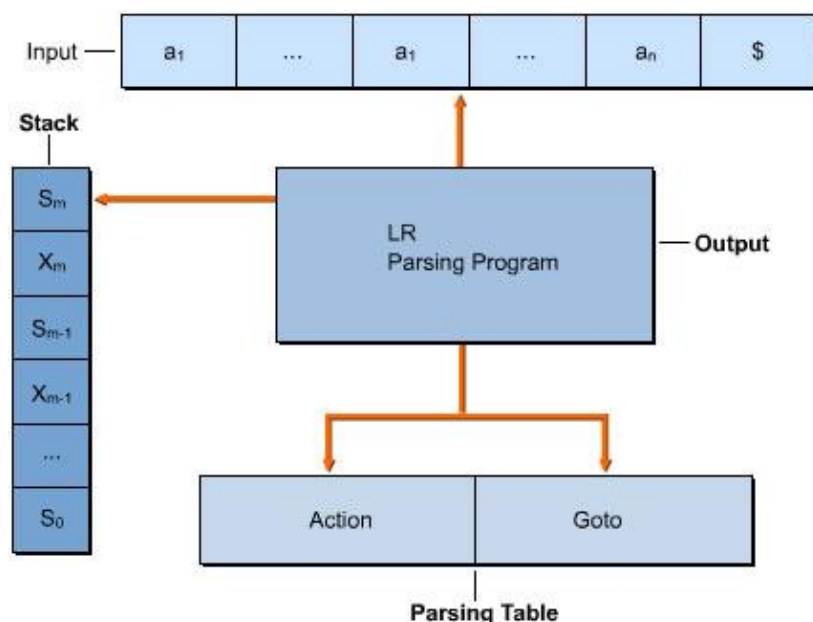 Input a₁ ... a₁ ... aₙ $
Stack
Sₘ
Xₘ
Sₘ₋₁
Xₘ₋₁
...
S₀
LR
Parsing Program
Output
Action Goto
Parsing Table